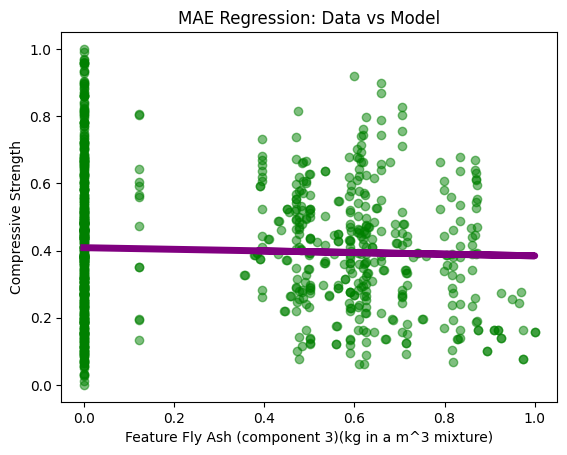 MAE Regression: Data vs Model
1.0
0.8
0.6
0.4
0.2
0.0
Compressive Strength
0.0 0.2 0.4 0.6 0.8 1.0
Feature Fly Ash (component 3)(kg in a m^3 mixture)